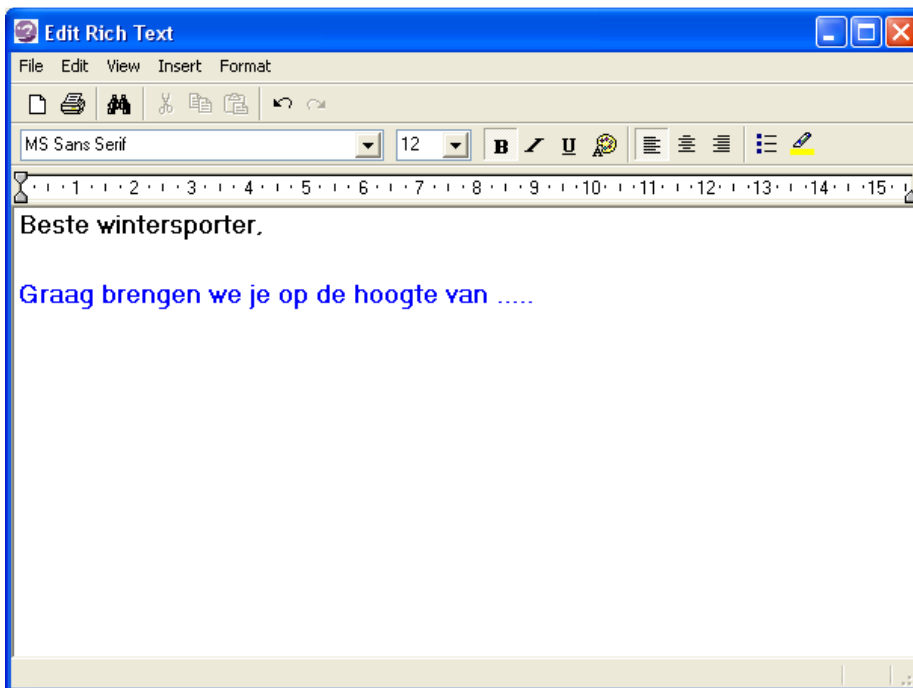 Edit Rich Text
File Edit View Insert Format
MS Sans Serif 12 B I U A
1 2 3 4 5 6 7 8 9 10 11 12 13 14 15
Beste wintersporter,
Graag brengen we je op de hoogte van .....